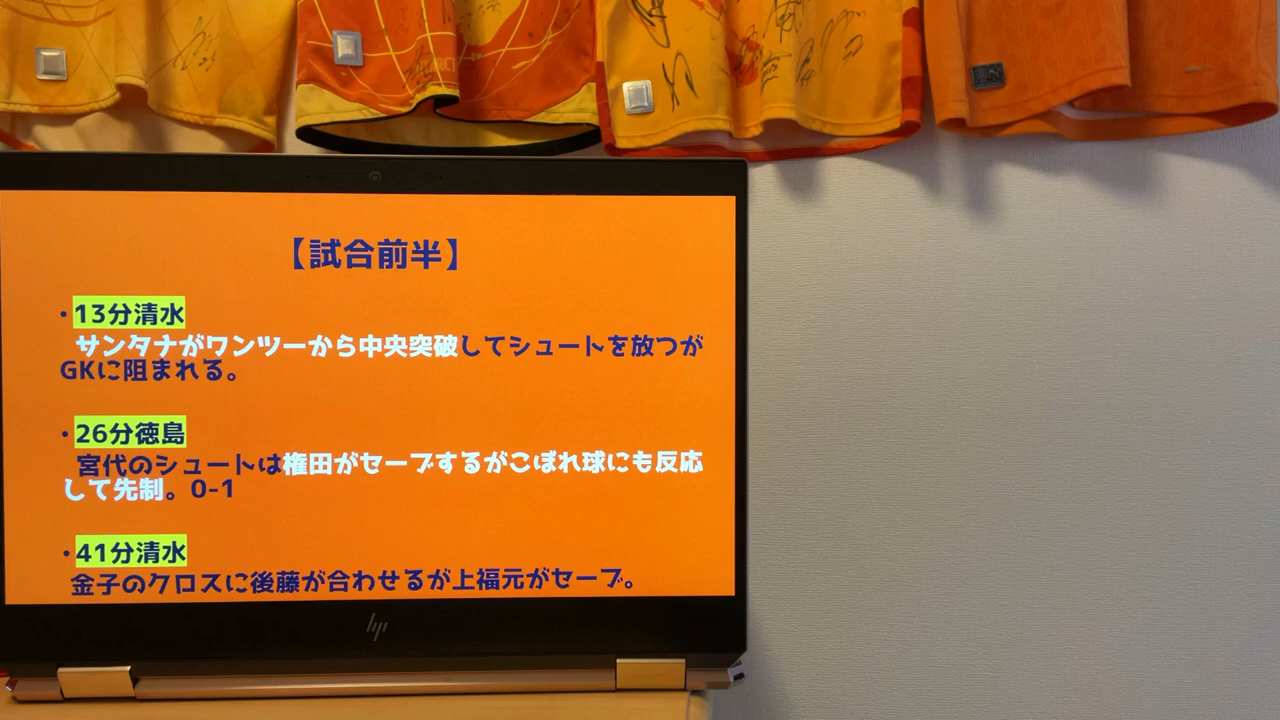 【試合前半】
・13分清水
サンタナがワンツーから中央突破してシュートを放つが
GKに阻まれる。
・26分徳島
宮代のシュートは権田がセーブするがこぼれ球にも反応
して先制。0-1
・41分清水
金子のクロスに後藤が合わせるが上福元がセーブ。
hp